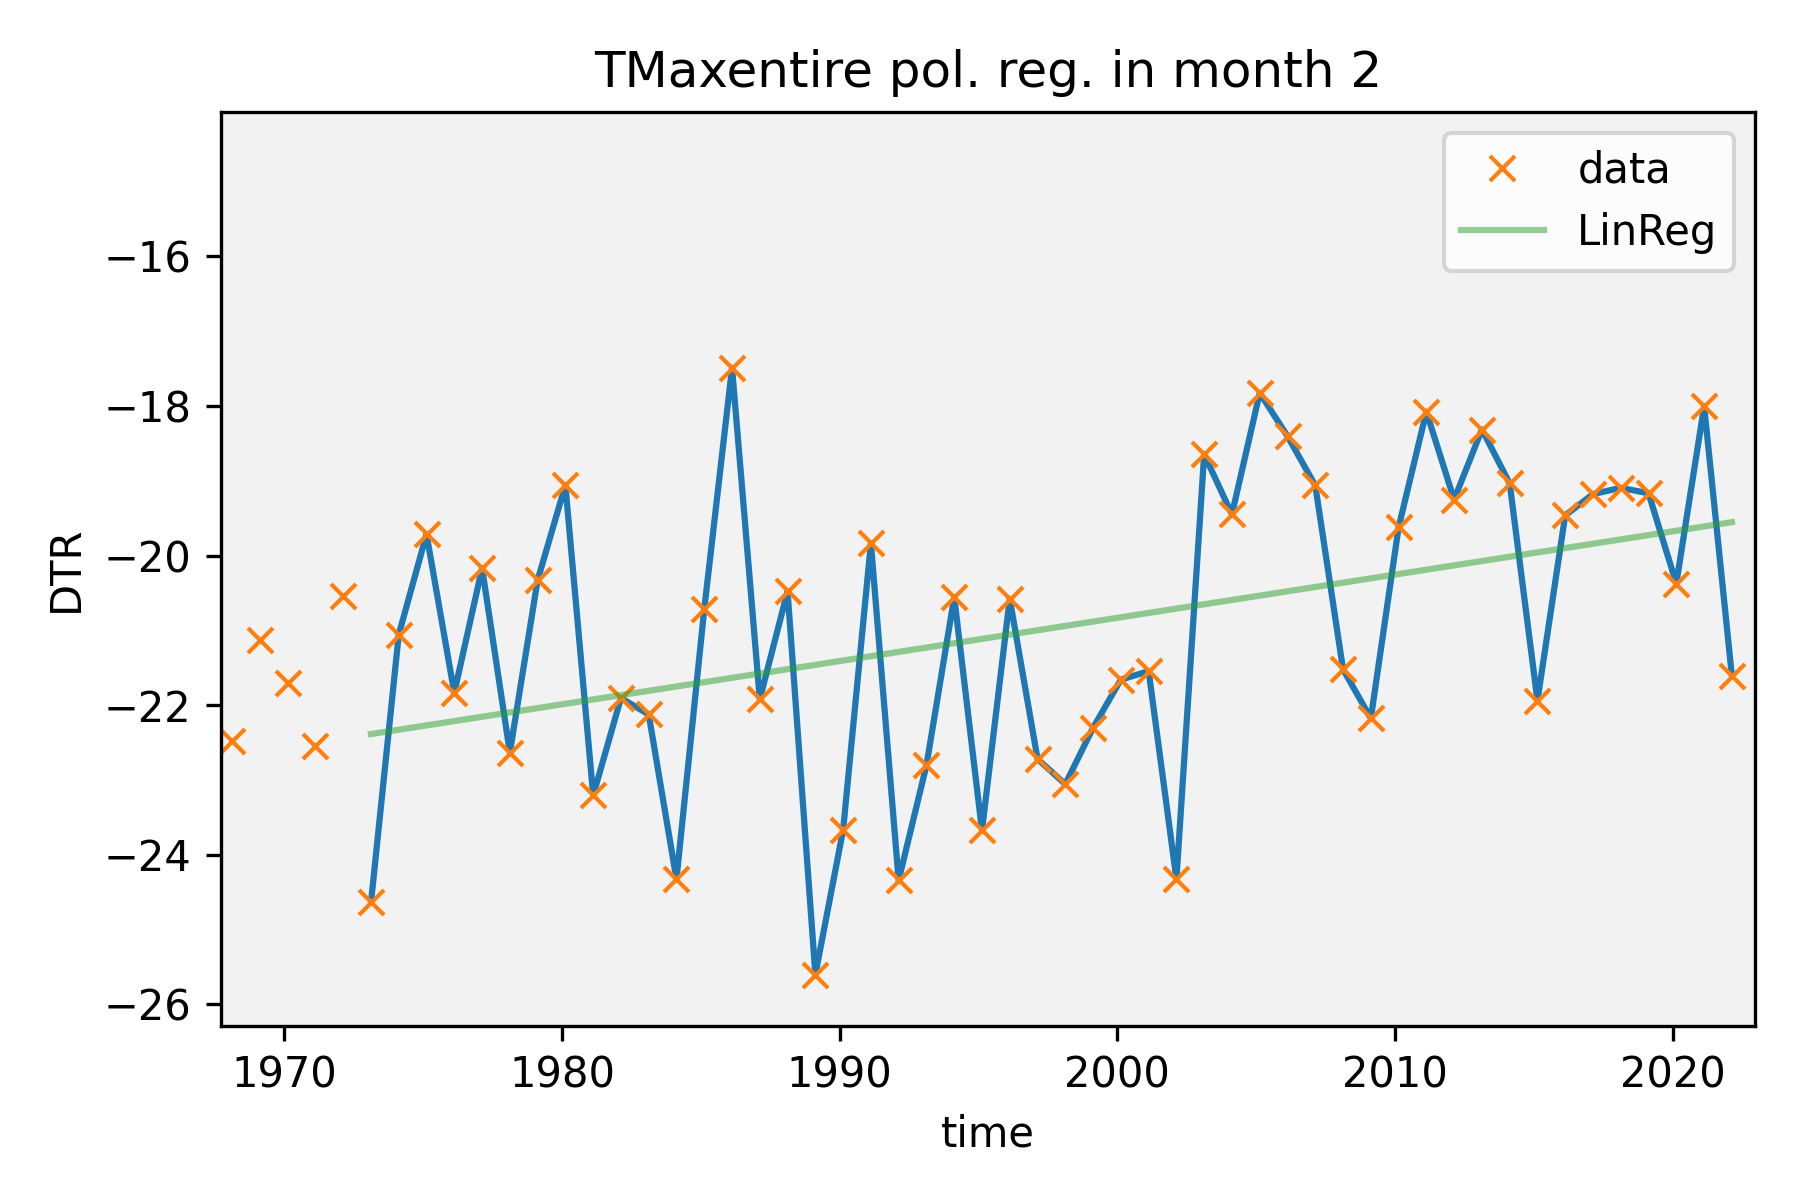 TMaxentire pol. reg. in month 2
data
LinReg
−16
−18
−20
−22
−24
−26
DTR
1970 1980 1990 2000 2010 2020
time